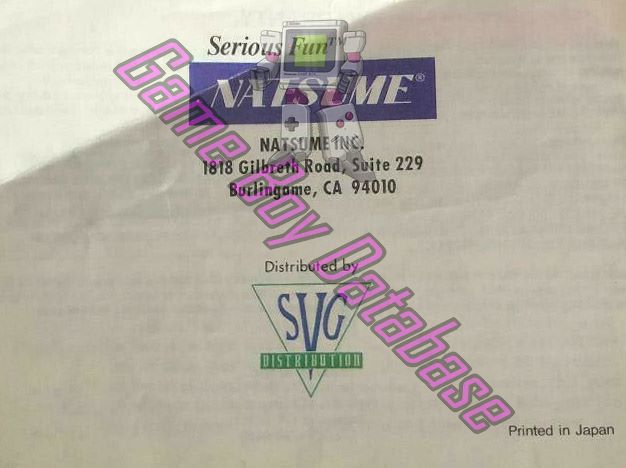 Serious Fun™
NATSUME®
NATSUME INC.
1818 Gilbreth Road, Suite 229
Burlingame, CA 94010
Distributed by
SVG
DISTRIBUTION
Printed in Japan
Game Boy Database